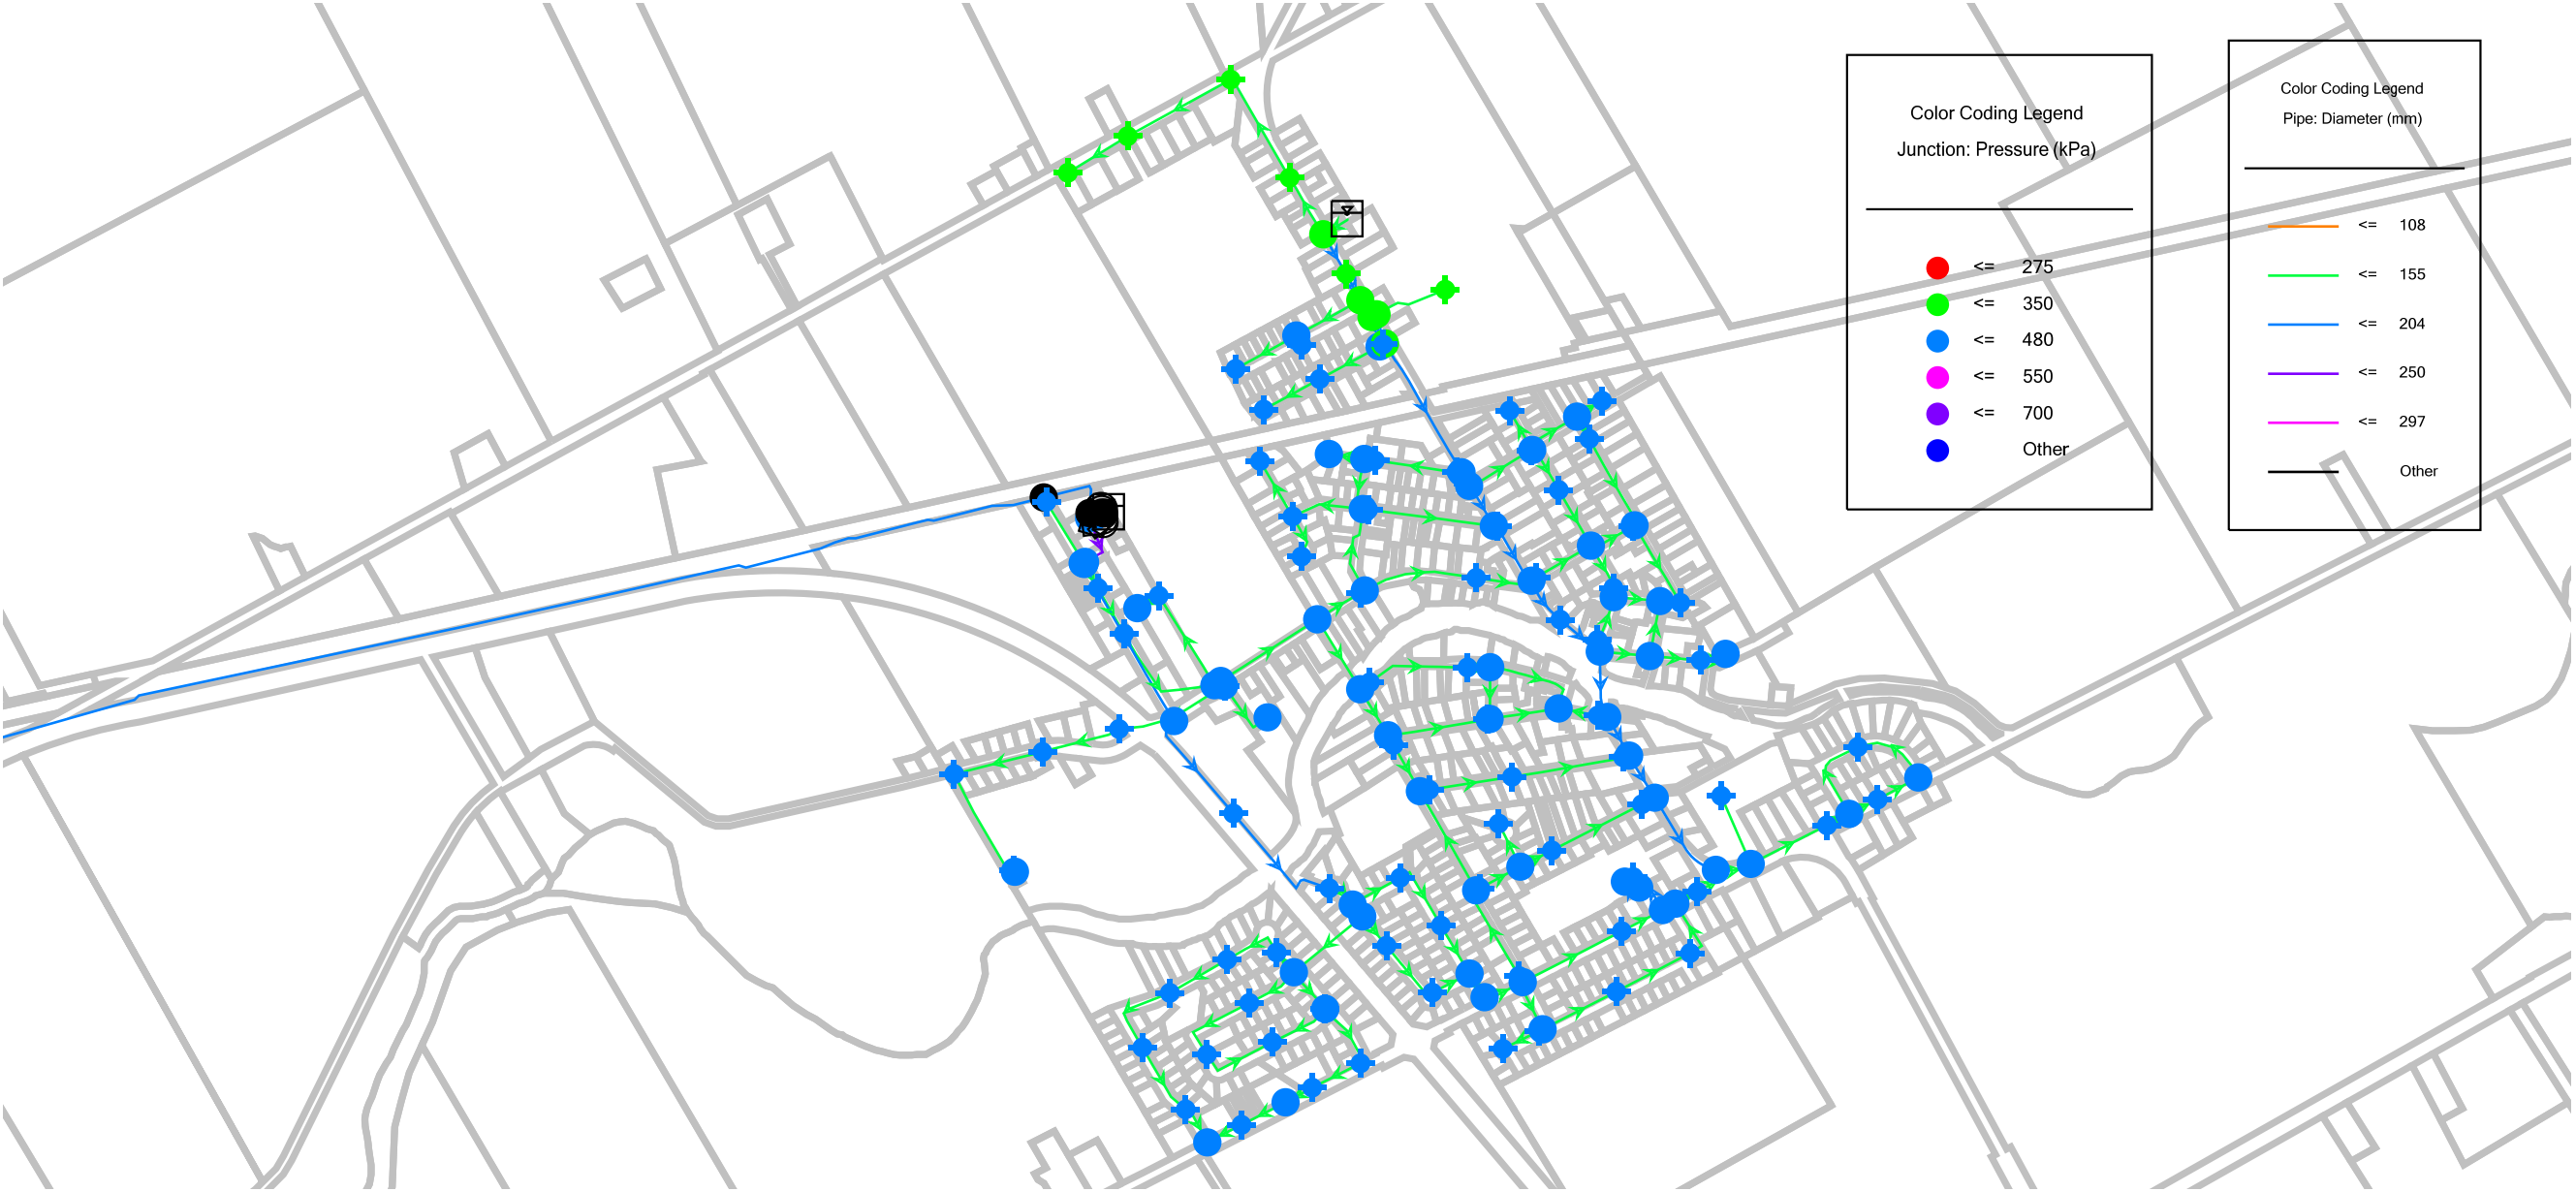 Color Coding Legend
Junction: Pressure (kPa)
<= 275
<= 350
<= 480
<= 550
<= 700
Other
Color Coding Legend
Pipe: Diameter (mm)
<= 108
<= 155
<= 204
<= 250
<= 297
Other